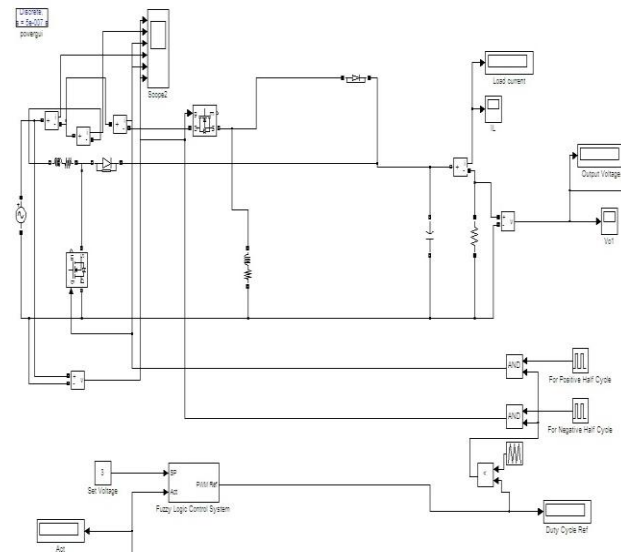 Discrete,
s = 5e-007 s
powergui
Scope2
Load current
IL
Output Voltage
Vo1
AND
For Positive Half Cycle
AND
For Negative Half Cycle
3
Set Voltage
SP
Act
PWM Ref
Fuzzy Logic Control System
<
Duty Cycle Ref
Act